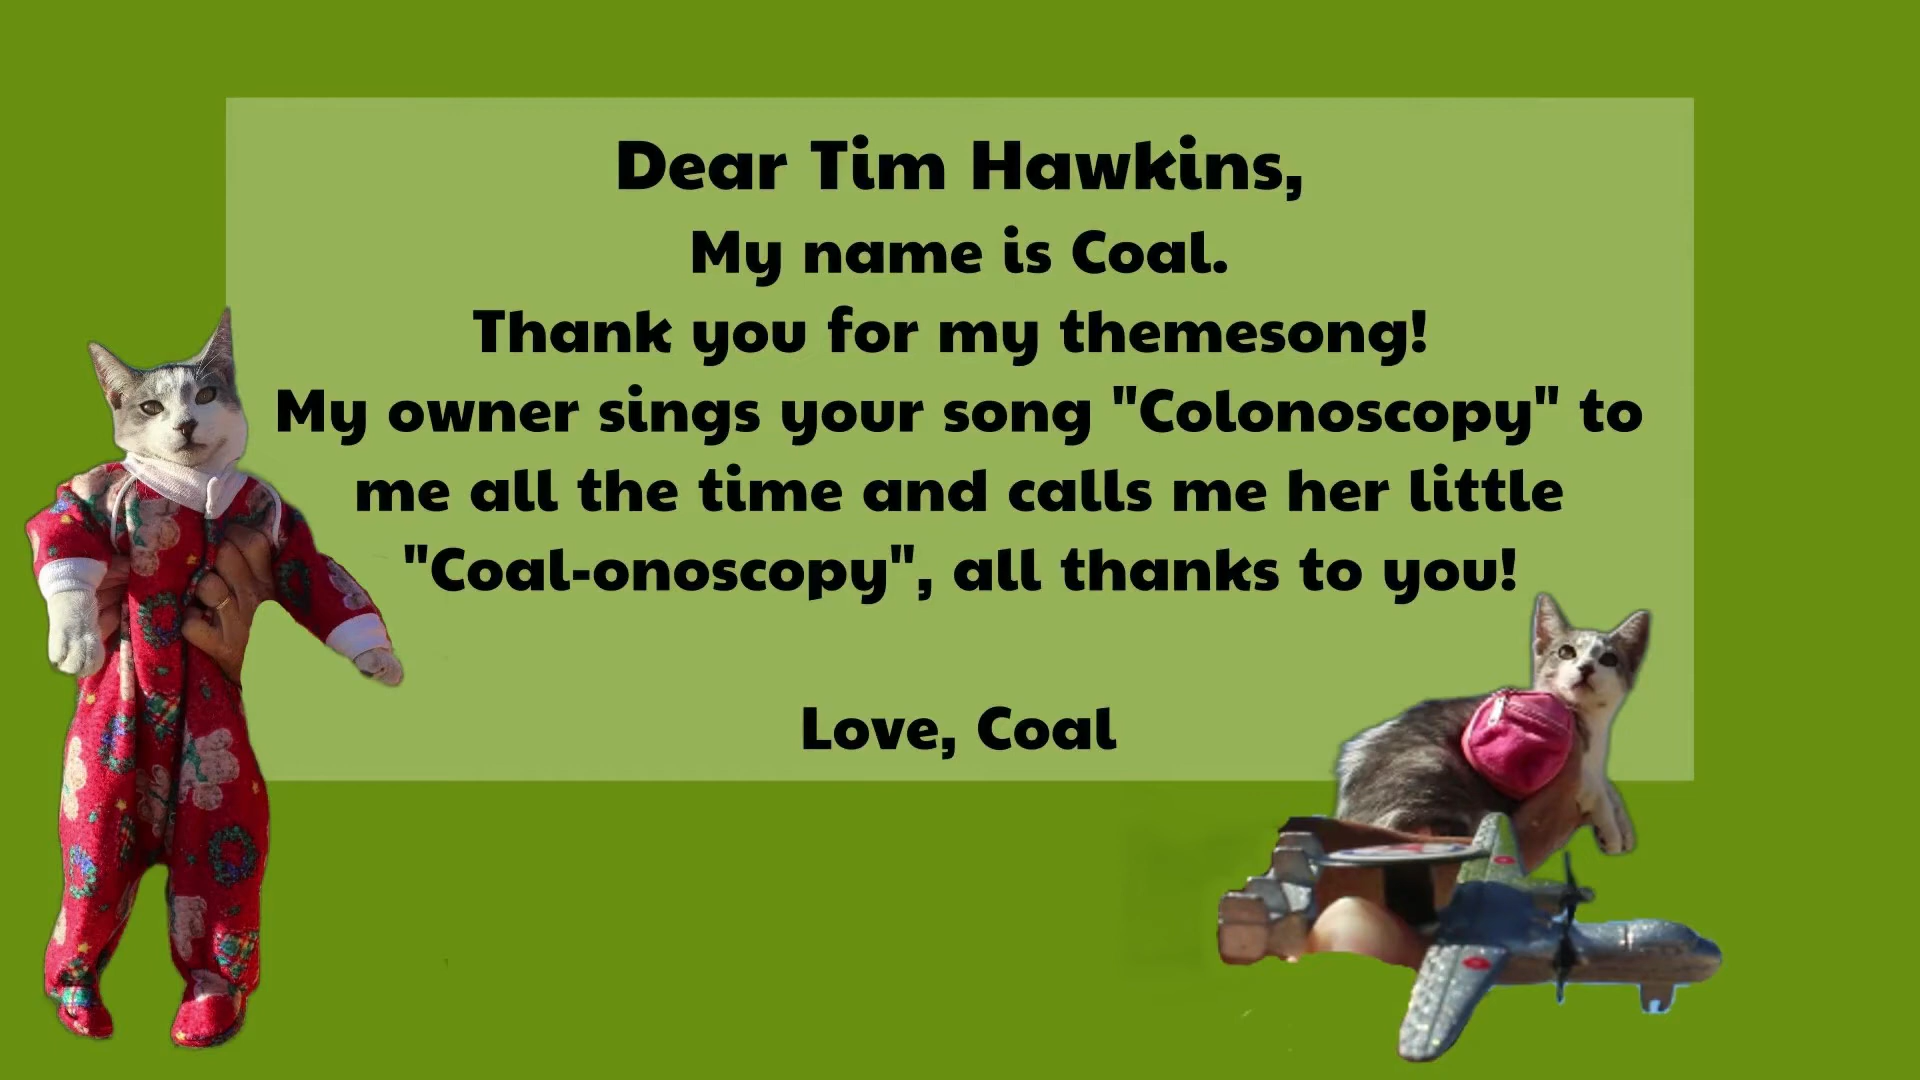 Dear Tim Hawkins,
My name is Coal.
Thank you for my themesong!
My owner sings your song "Colonoscopy" to
me all the time and calls me her little
"Coal-onoscopy", all thanks to you!
Love, Coal